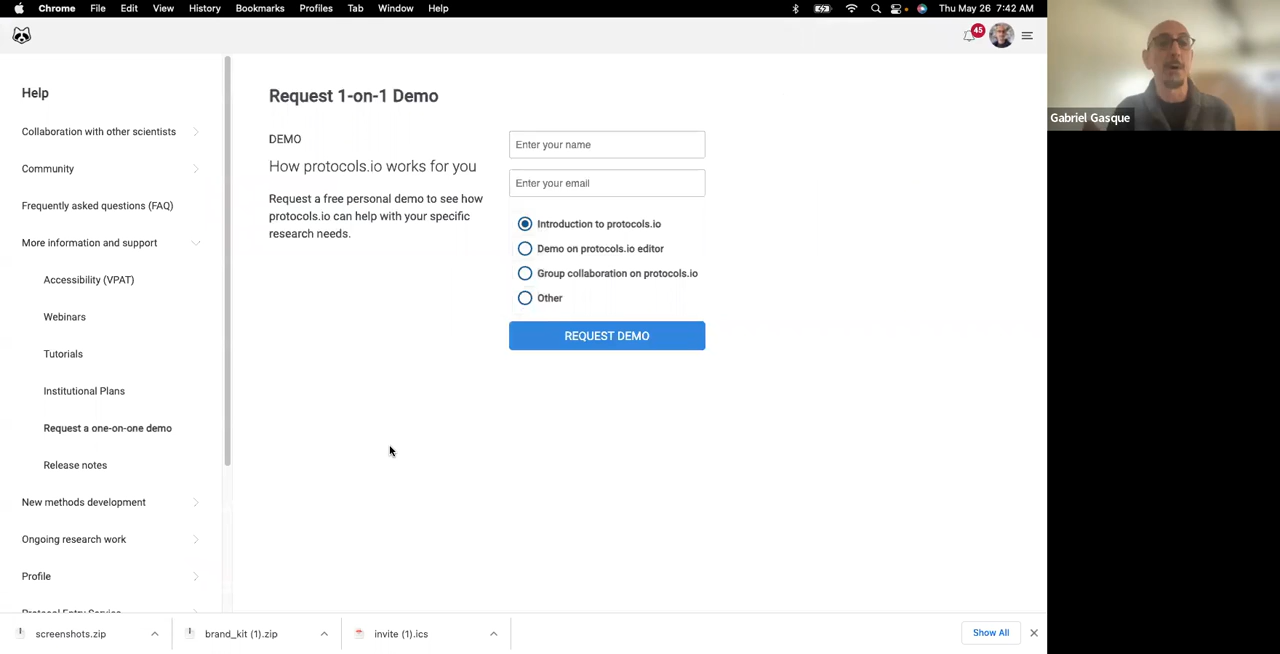 Chrome File Edit View History Bookmarks Profiles Tab Window Help Thu May 26 7:42 AM
45
Gabriel Gasque
Help
Collaboration with other scientists
Community
Frequently asked questions (FAQ)
More information and support
Accessibility (VPAT)
Webinars
Tutorials
Institutional Plans
Request a one-on-one demo
Release notes
New methods development
Ongoing research work
Profile
Protocol Entry Service
Request 1-on-1 Demo
DEMO
How protocols.io works for you
Request a free personal demo to see how
protocols.io can help with your specific
research needs.
Enter your name
Enter your email
Introduction to protocols.io
Demo on protocols.io editor
Group collaboration on protocols.io
Other
REQUEST DEMO
screenshots.zip
brand_kit (1).zip
invite (1).ics
Show All